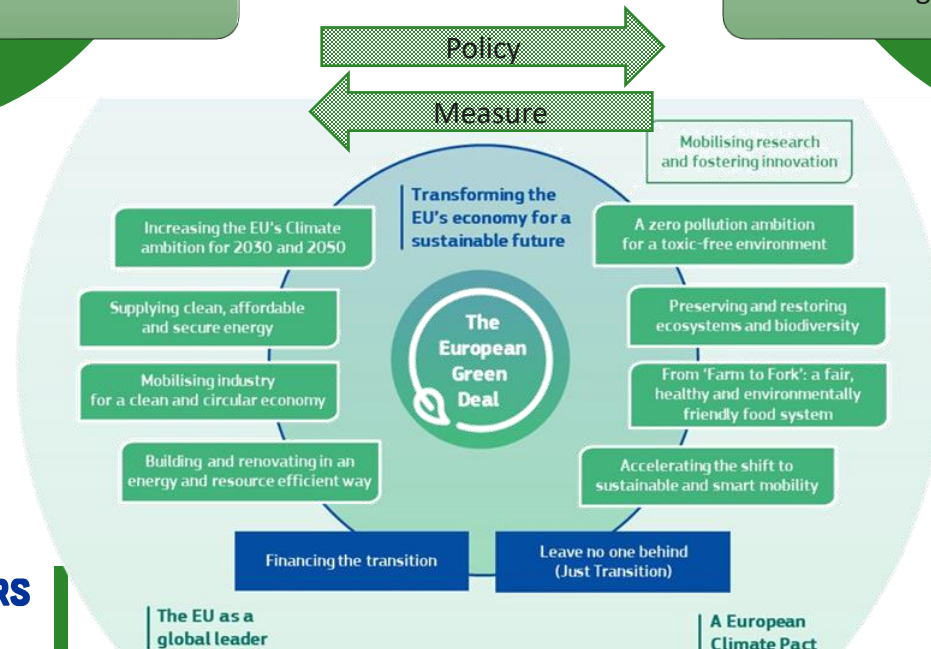 Policy
Measure
Mobilising research
and fostering innovation
Transforming the
EU's economy for a
sustainable future
Increasing the EU's Climate
ambition for 2030 and 2050
A zero pollution ambition
for a toxic-free environment
Supplying clean, affordable
and secure energy
Preserving and restoring
ecosystems and biodiversity
The
European
Green
Deal
Mobilising industry
for a clean and circular economy
From 'Farm to Fork': a fair,
healthy and environmentally
friendly food system
Building and renovating in an
energy and resource efficient way
Accelerating the shift to
sustainable and smart mobility
Financing the transition
Leave no one behind
(Just Transition)
RS
The EU as a
global leader
A European
Climate Pact